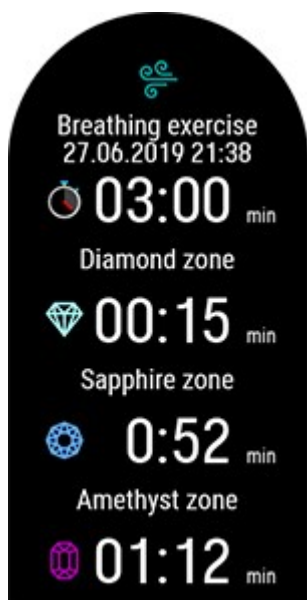 Breathing exercise
27.06.2019 21:38
03:00 min
Diamond zone
00:15 min
Sapphire zone
0:52 min
Amethyst zone
01:12 min